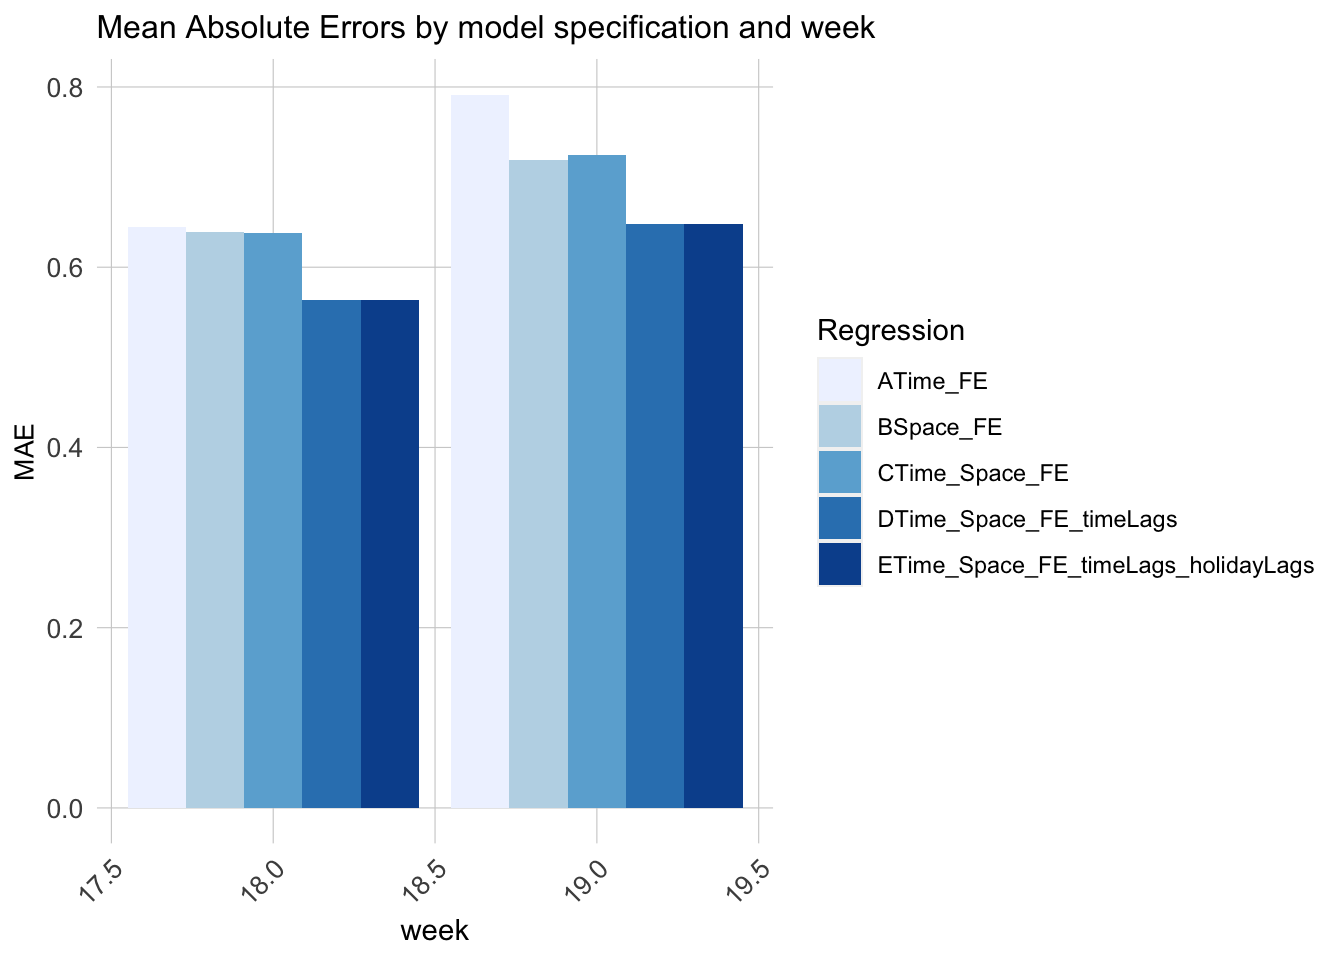 Mean Absolute Errors by model specification and week
0.8
0.6
0.4
0.2
0.0
MAE
17.5
18.0
18.5
19.0
19.5
week
Regression
ATime_FE
BSpace_FE
CTime_Space_FE
DTime_Space_FE_timeLags
ETime_Space_FE_timeLags_holidayLags